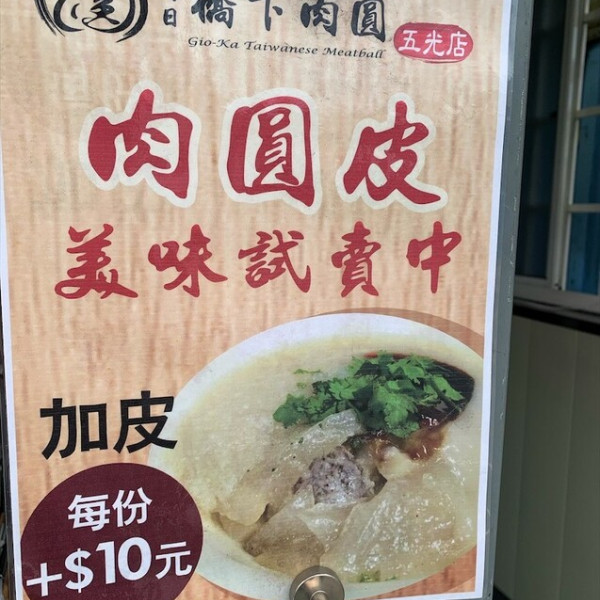 橋下肉圓
Gio-Ka Taiwanese Meatball
五光店
肉圓皮
美味試賣中
加皮
每份
+$10元